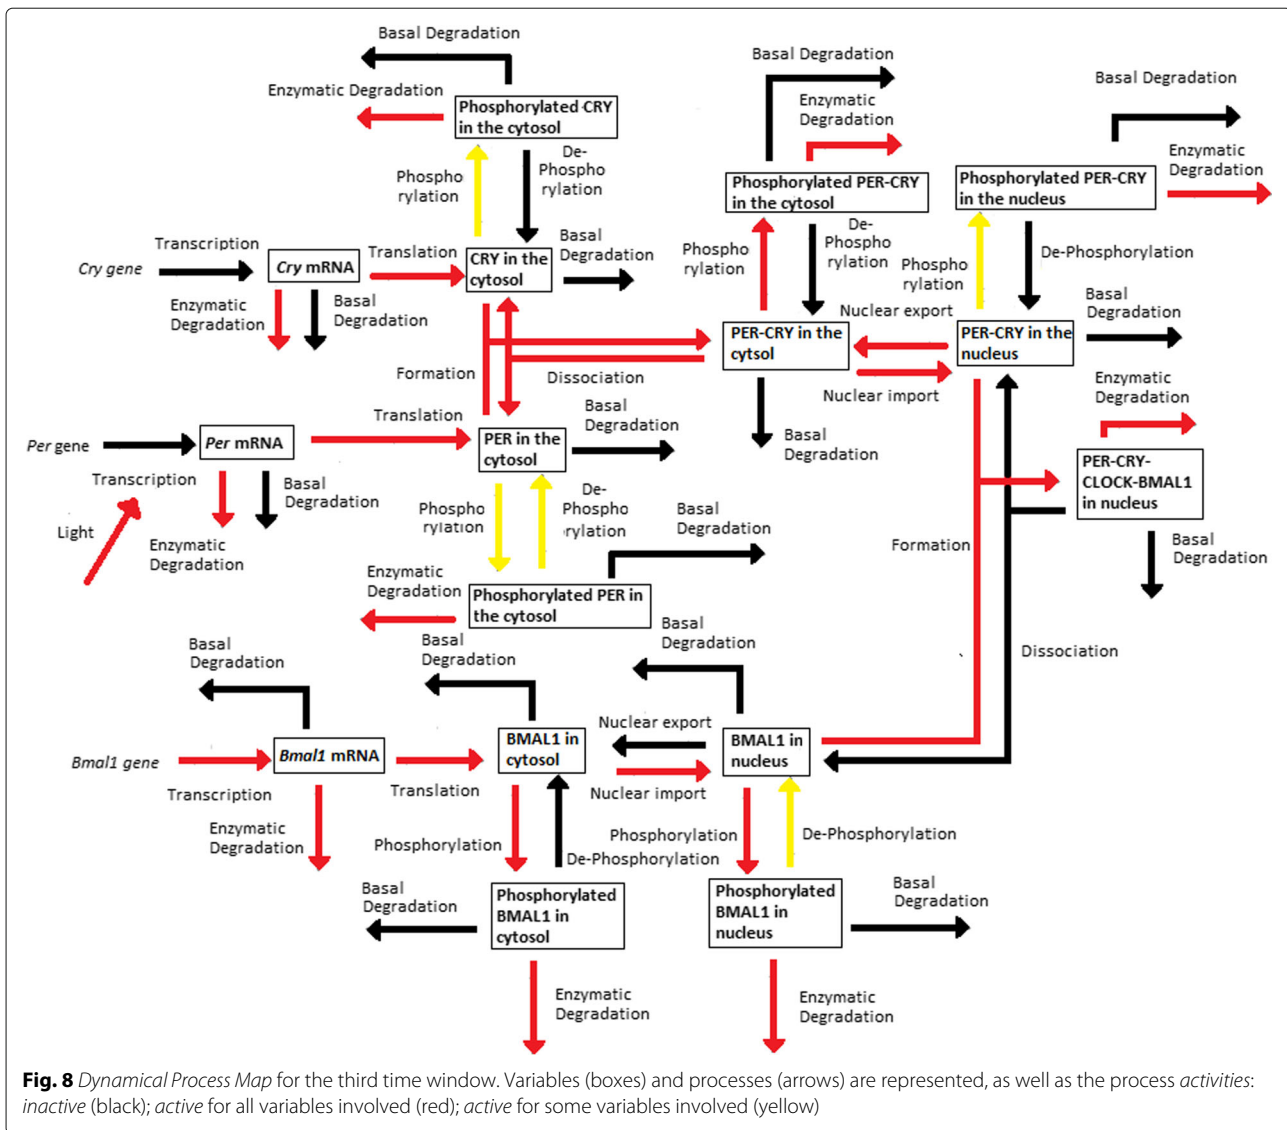 Basal Degradation
Enzymatic Degradation
Phosphorylated CRY
in the cytosol
Phospho
rylation
De-
Phospho
rylation
Transcription
Cry gene
Cry mRNA
Translation
CRY in the
cytosol
Basal
Degradation
Enzymatic
Degradation
Basal
Degradation
Basal Degradation
Enzymatic
Degradation
Phosphorylated PER-CRY
in the cytosol
Phospho
rylation
De-
Phospho
rylation
Basal Degradation
Enzymatic
Degradation
Phosphorylated PER-CRY
in the nucleus
Phospho
rylation
De-Phosphorylation
Nuclear export
PER-CRY in the
cytsol
PER-CRY in the
nucleus
Basal
Degradation
Nuclear import
Formation
Dissociation
Basal
Degradation
Enzymatic
Degradation
PER-CRY-
CLOCK-BMAL1
in nucleus
Basal
Degradation
Formation
Dissociation
Per gene
Per mRNA
Translation
PER in the
cytosol
Basal
Degradation
Transcription
Light
Enzymatic
Degradation
Basal
Degradation
Phospho
rylation
De-
Phospho
rylation
Basal
Degradation
Enzymatic
Degradation
Phosphorylated PER in
the cytosol
Basal
Degradation
Basal
Degradation
Basal
Degradation
Bmal1 gene
Transcription
Bmal1 mRNA
Translation
BMAL1 in
cytosol
Nuclear export
Nuclear import
BMAL1 in
nucleus
Enzymatic
Degradation
Phosphorylation
De-Phosphorylation
Phosphorylation
De-Phosphorylation
Basal
Degradation
Phosphorylated
BMAL1 in
cytosol
Phosphorylated
BMAL1 in
nucleus
Basal
Degradation
Enzymatic
Degradation
Enzymatic
Degradation
Fig. 8 Dynamical Process Map for the third time window. Variables (boxes) and processes (arrows) are represented, as well as the process activities:
inactive (black); active for all variables involved (red); active for some variables involved (yellow)